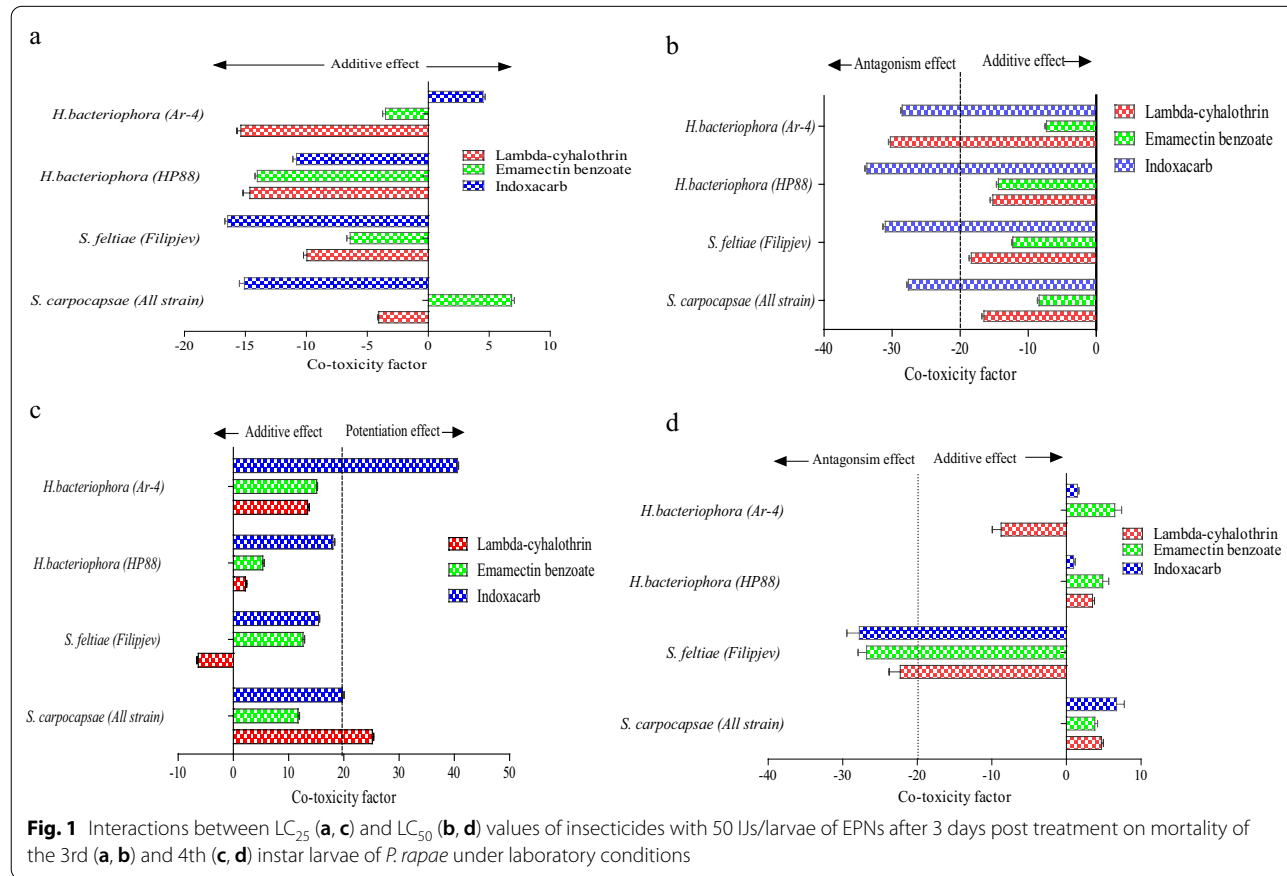 a
Additive effect
H.bacteriophora (Ar-4)
H.bacteriophora (HP88)
S. feltiae (Filipjev)
S. carpocapsae (All strain)
Lambda-cyhalothrin
Emamectin benzoate
Indoxacarb
-20 -15 -10 -5 0 5 10
Co-toxicity factor
b
Antagonism effect Additive effect
H.bacteriophora (Ar-4)
H.bacteriophora (HP88)
S. feltiae (Filipjev)
S. carpocapsae (All strain)
Lambda-cyhalothrin
Emamectin benzoate
Indoxacarb
-40 -30 -20 -10 0
Co-toxicity factor
c
Additive effect Potentiation effect
H.bacteriophora (Ar-4)
H.bacteriophora (HP88)
S. feltiae (Filipjev)
S. carpocapsae (All strain)
Lambda-cyhalothrin
Emamectin benzoate
Indoxacarb
-10 0 10 20 30 40 50
Co-toxicity factor
d
Antagonsim effect Additive effect
H.bacteriophora (Ar-4)
H.bacteriophora (HP88)
S. feltiae (Filipjev)
S. carpocapsae (All strain)
Lambda-cyhalothrin
Emamectin benzoate
Indoxacarb
-40 -30 -20 -10 0 10
Co-toxicity factor
Fig. 1 Interactions between LC25 (a, c) and LC50 (b, d) values of insecticides with 50 IJs/larvae of EPNs after 3 days post treatment on mortality of
the 3rd (a, b) and 4th (c, d) instar larvae of P. rapae under laboratory conditions